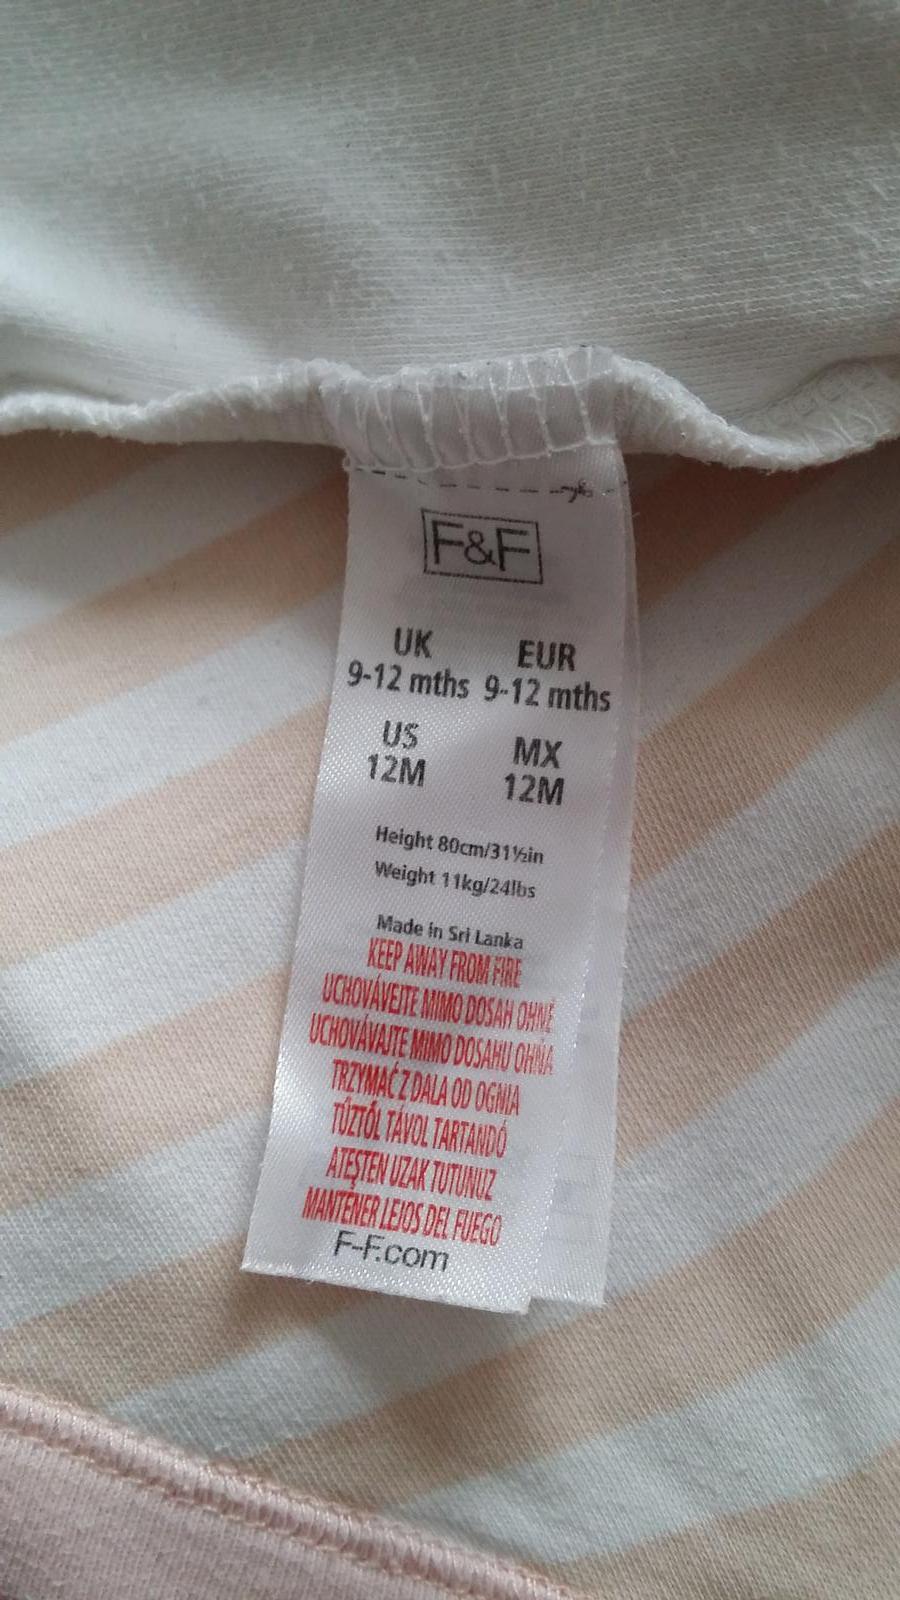 F&F
UK EUR
9-12 mths 9-12 mths
US MX
12M 12M
Height 80cm/31½in
Weight 11kg/24lbs
Made in Sri Lanka
KEEP AWAY FROM FIRE
UCHOVÁVEJTE MIMO DOSAH OHNĚ
UCHOVÁVAJTE MIMO DOSAHU OHŇA
TRZYMAĆ Z DALA OD OGNIA
TŰZTŐL TÁVOL TARTANDÓ
ATEŞTEN UZAK TUTUNUZ
MANTENER LEJOS DEL FUEGO
F-F.com